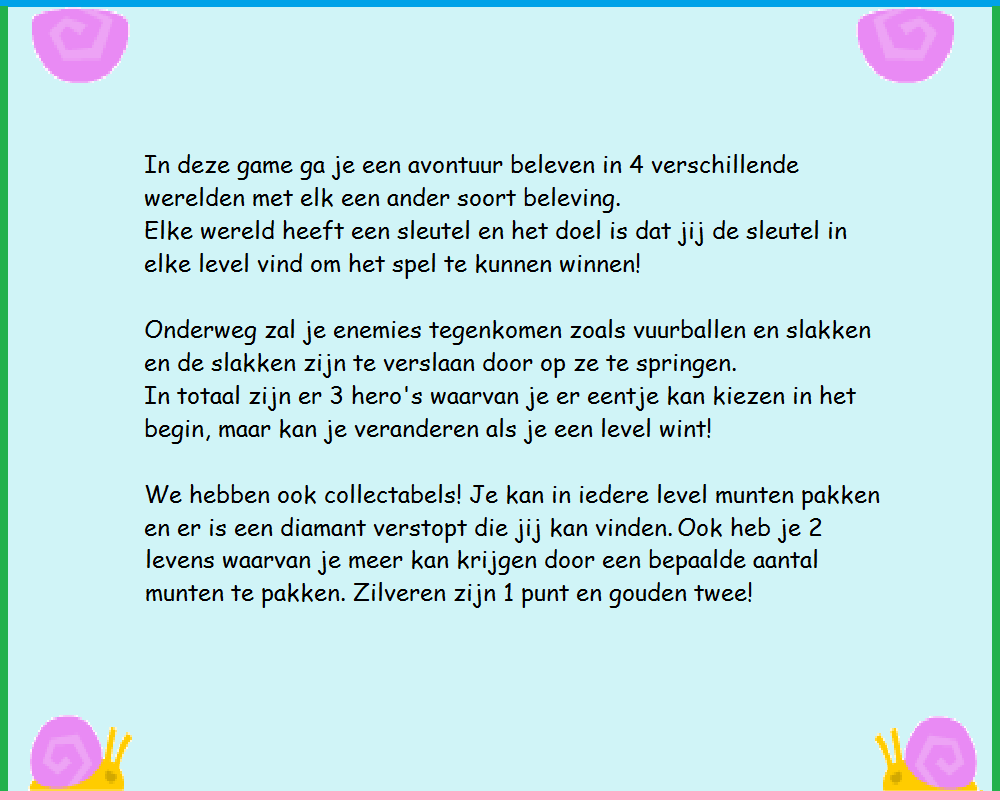 In deze game ga je een avontuur beleven in 4 verschillende
werelden met elk een ander soort beleving.
Elke wereld heeft een sleutel en het doel is dat jij de sleutel in
elke level vind om het spel te kunnen winnen!
Onderweg zal je enemies tegenkomen zoals vuurballen en slakken
en de slakken zijn te verslaan door op ze te springen.
In totaal zijn er 3 hero's waarvan je er eentje kan kiezen in het
begin, maar kan je veranderen als je een level wint!
We hebben ook collectabels! Je kan in iedere level munten pakken
en er is een diamant verstopt die jij kan vinden. Ook heb je 2
levens waarvan je meer kan krijgen door een bepaalde aantal
munten te pakken. Zilveren zijn 1 punt en gouden twee!